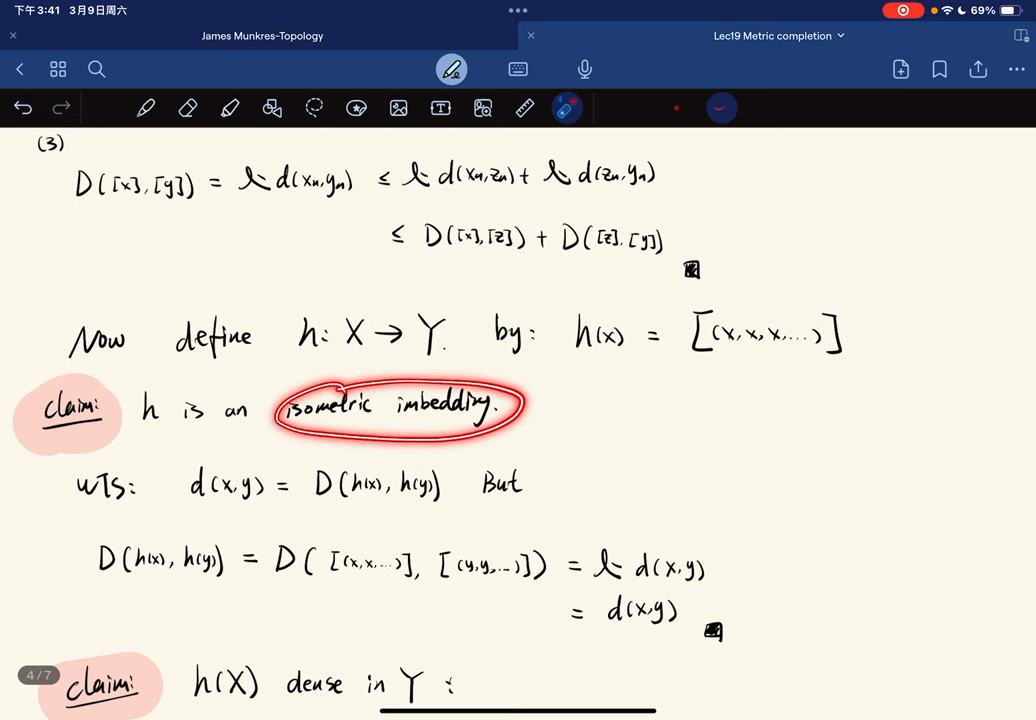 下午3:41 3月9日周六
69%
James Munkres-Topology
Lec19 Metric completion
(3)
D([x],[y]) = lim d(xn,yn) ≤ lim d(xn,zn) + lim d(zn,yn)
≤ D([x],[z]) + D([z],[y])
Now define h: X → Y. by: h(x) = [(x,x,x,...)]
claim: h is an isometric imbedding.
WTS: d(x,y) = D(h(x), h(y)) But
D(h(x), h(y)) = D([(x,x,...)], [(y,y,...)]) = lim d(x,y)
= d(x,y)
4/7
claim: h(X) dense in Y :